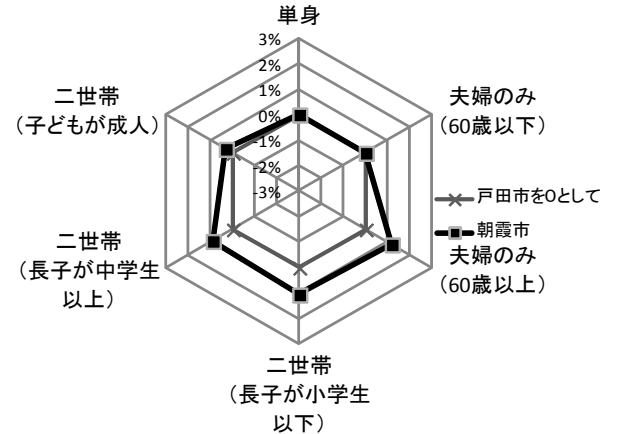 単身
3%
2%
1%
0%
-1%
-2%
-3%
夫婦のみ
（60歳以下）
戸田市を0として
朝霞市
夫婦のみ
（60歳以上）
二世帯
（長子が小学生
以下）
二世帯
（長子が中学生
以上）
二世帯
（子どもが成人）